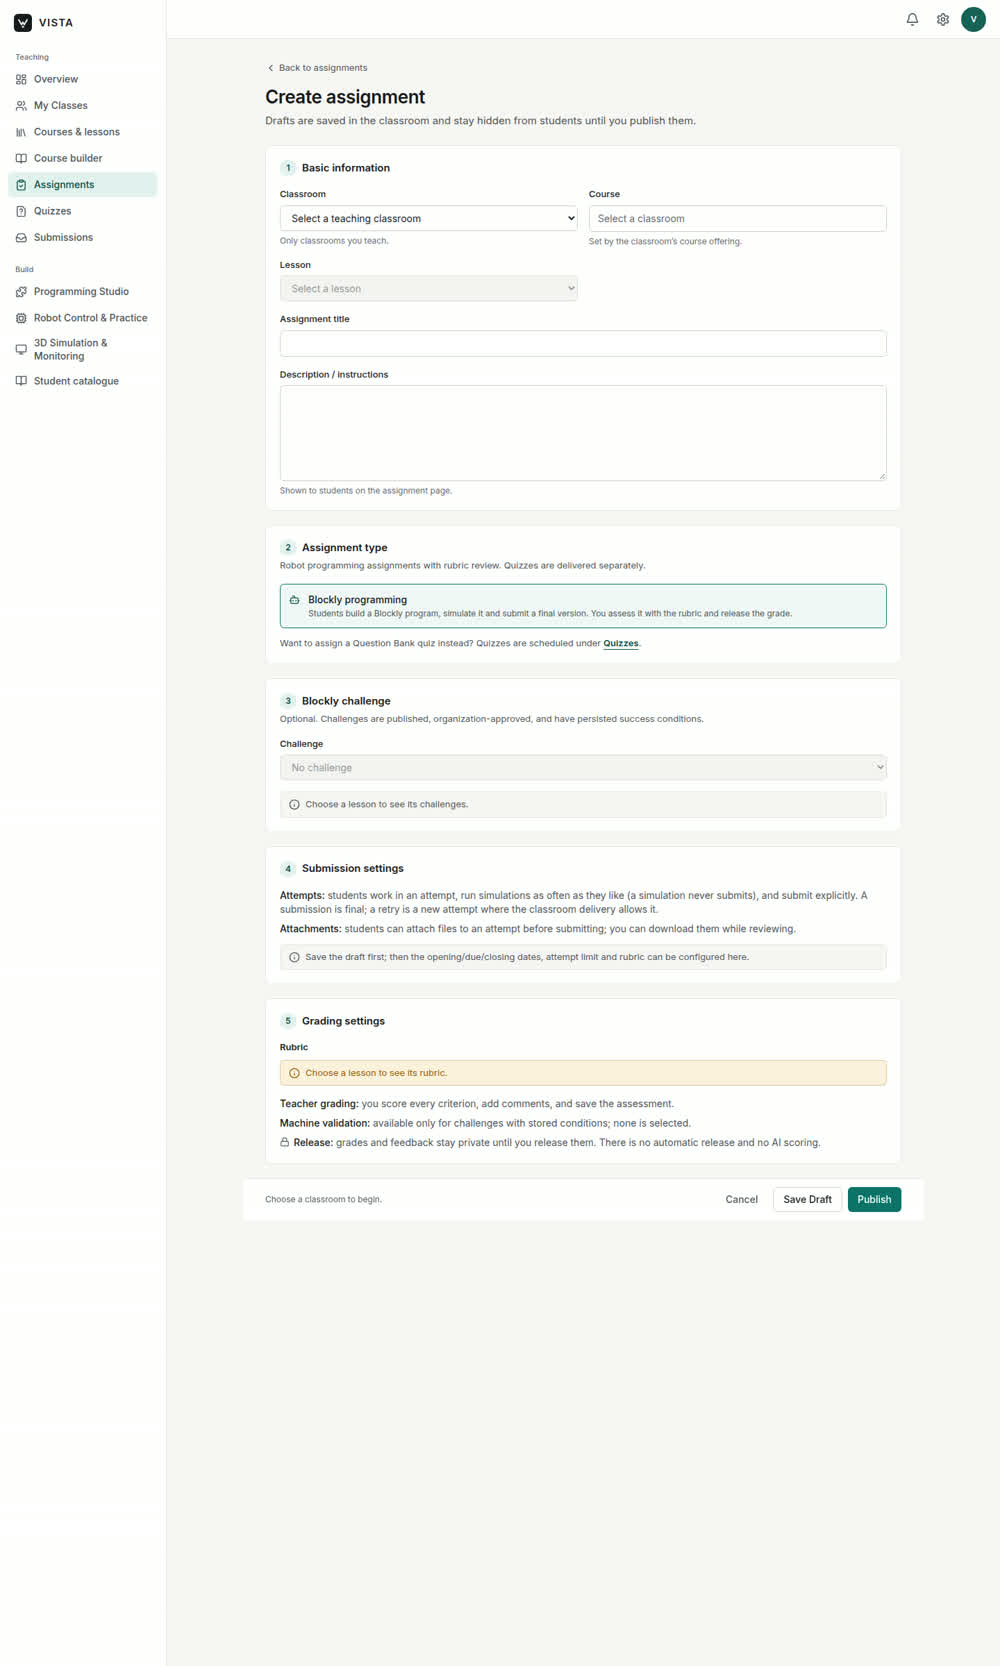 VISTA
Teaching
Overview
My Classes
Courses & lessons
Course builder
Assignments
Quizzes
Submissions
Build
Programming Studio
Robot Control & Practice
3D Simulation &
Monitoring
Student catalogue
V
Back to assignments
Create assignment
Drafts are saved in the classroom and stay hidden from students until you publish them.
1 Basic information
Classroom
Select a teaching classroom
Only classrooms you teach.
Course
Select a classroom
Set by the classroom's course offering.
Lesson
Select a lesson
Assignment title
Description / instructions
Shown to students on the assignment page.
2 Assignment type
Robot programming assignments with rubric review. Quizzes are delivered separately.
Blockly programming
Students build a Blockly program, simulate it and submit a final version. You assess it with the rubric and release the grade.
Want to assign a Question Bank quiz instead? Quizzes are scheduled under Quizzes.
3 Blockly challenge
Optional. Challenges are published, organization-approved, and have persisted success conditions.
Challenge
No challenge
Choose a lesson to see its challenges.
4 Submission settings
Attempts: students work in an attempt, run simulations as often as they like (a simulation never submits), and submit explicitly. A
submission is final; a retry is a new attempt where the classroom delivery allows it.
Attachments: students can attach files to an attempt before submitting; you can download them while reviewing.
Save the draft first; then the opening/due/closing dates, attempt limit and rubric can be configured here.
5 Grading settings
Rubric
Choose a lesson to see its rubric.
Teacher grading: you score every criterion, add comments, and save the assessment.
Machine validation: available only for challenges with stored conditions; none is selected.
Release: grades and feedback stay private until you release them. There is no automatic release and no AI scoring.
Choose a classroom to begin.
Cancel
Save Draft
Publish